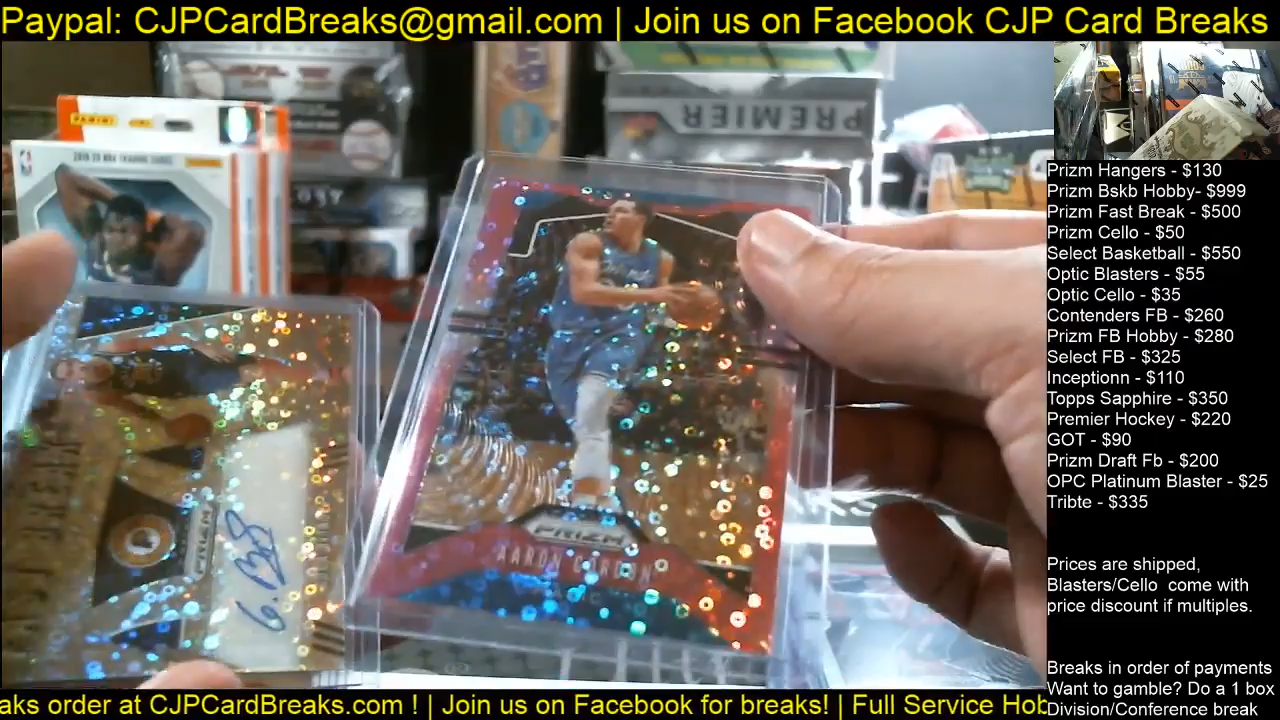 Paypal: CJPCardBreaks@gmail.com | Join us on Facebook CJP Card Breaks
PANINI
PREMIER
PRIZM
AARON GORDON
PRIZM
Prizm Hangers - $130
Prizm Bskb Hobby- $999
Prizm Fast Break - $500
Prizm Cello - $50
Select Basketball - $550
Optic Blasters - $55
Optic Cello - $35
Contenders FB - $260
Prizm FB Hobby - $280
Select FB - $325
Inceptionn - $110
Topps Sapphire - $350
Premier Hockey - $220
GOT - $90
Prizm Draft Fb - $200
OPC Platinum Blaster - $25
Tribte - $335
Prices are shipped,
Blasters/Cello come with
price discount if multiples.
Breaks in order of payments
Want to gamble? Do a 1 box
Division/Conference break
aks order at CJPCardBreaks.com ! | Join us on Facebook for breaks! | Full Service Hob